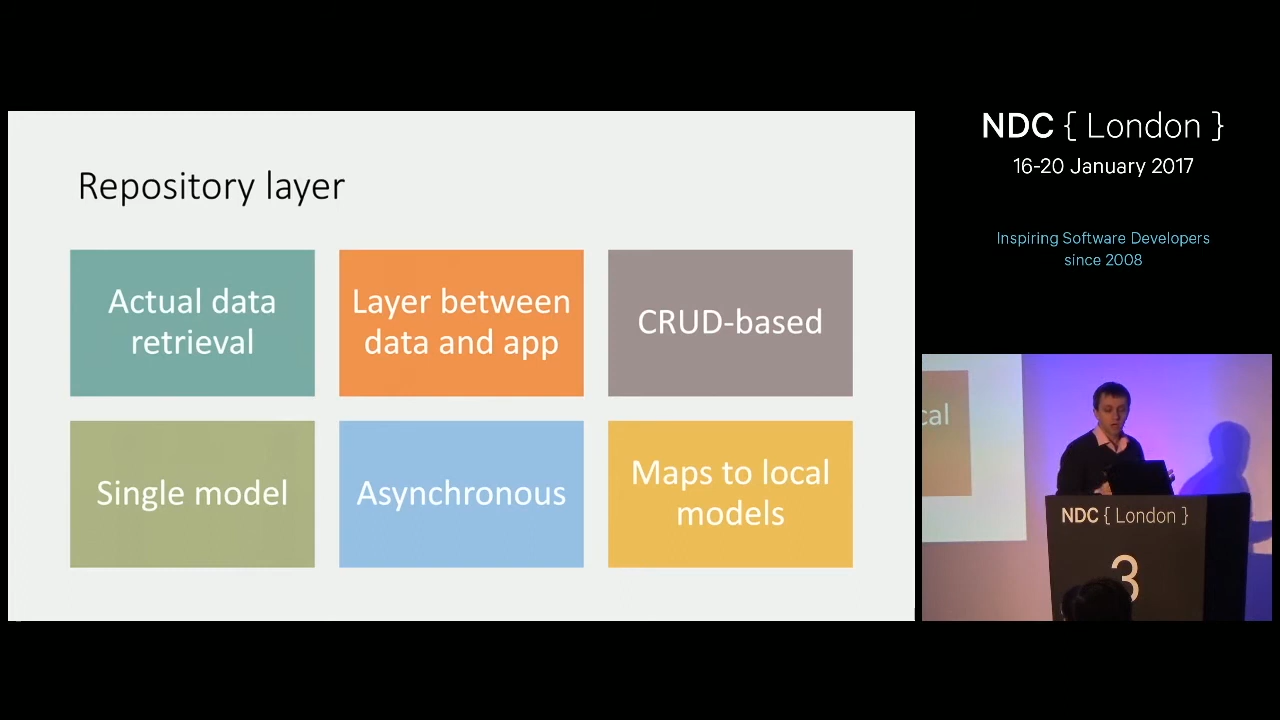 Repository layer
Actual data
retrieval
Layer between
data and app
CRUD-based
Single model
Asynchronous
Maps to local
models
NDC { London }
16-20 January 2017
Inspiring Software Developers
since 2008
cal
NDC { London }
3